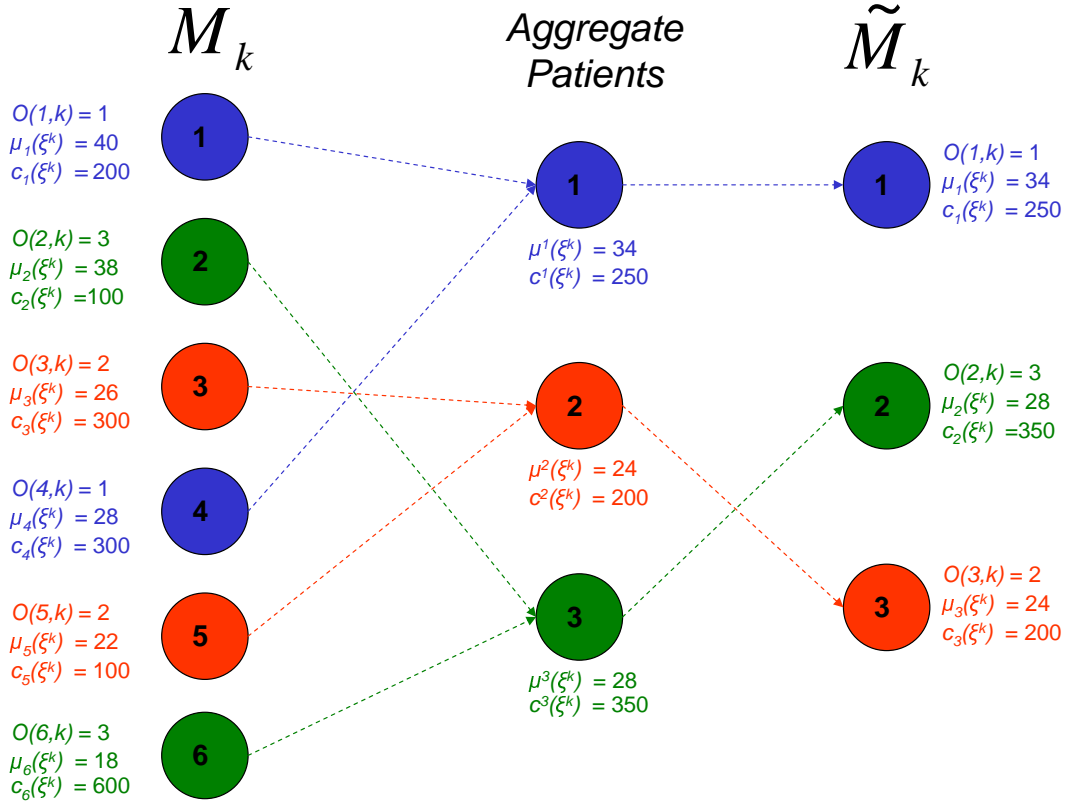 M k
Aggregate
Patients
M̃ k
O(1,k) = 1
μ1(ξk) = 40
c1(ξk) = 200
1
O(2,k) = 3
μ2(ξk) = 38
c2(ξk) =100
2
O(3,k) = 2
μ3(ξk) = 26
c3(ξk) = 300
3
O(4,k) = 1
μ4(ξk) = 28
c4(ξk) = 300
4
O(5,k) = 2
μ5(ξk) = 22
c5(ξk) = 100
5
O(6,k) = 3
μ6(ξk) = 18
c6(ξk) = 600
6
1
μ1(ξk) = 34
c1(ξk) = 250
2
μ2(ξk) = 24
c2(ξk) = 200
3
μ3(ξk) = 28
c3(ξk) = 350
1
O(1,k) = 1
μ1(ξk) = 34
c1(ξk) = 250
2
O(2,k) = 3
μ2(ξk) = 28
c2(ξk) =350
3
O(3,k) = 2
μ3(ξk) = 24
c3(ξk) = 200